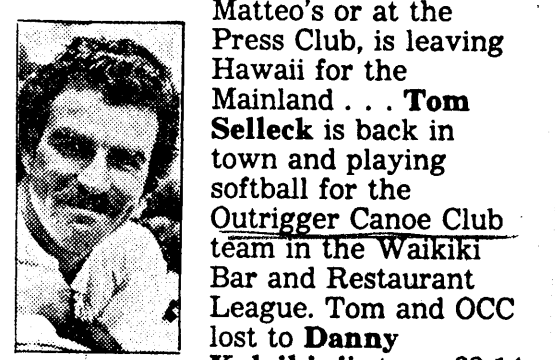 Matteo's or at the
Press Club, is leaving
Hawaii for the
Mainland . . . Tom
Selleck is back in
town and playing
softball for the
Outrigger Canoe Club
team in the Waikiki
Bar and Restaurant
League. Tom and OCC
lost to Danny